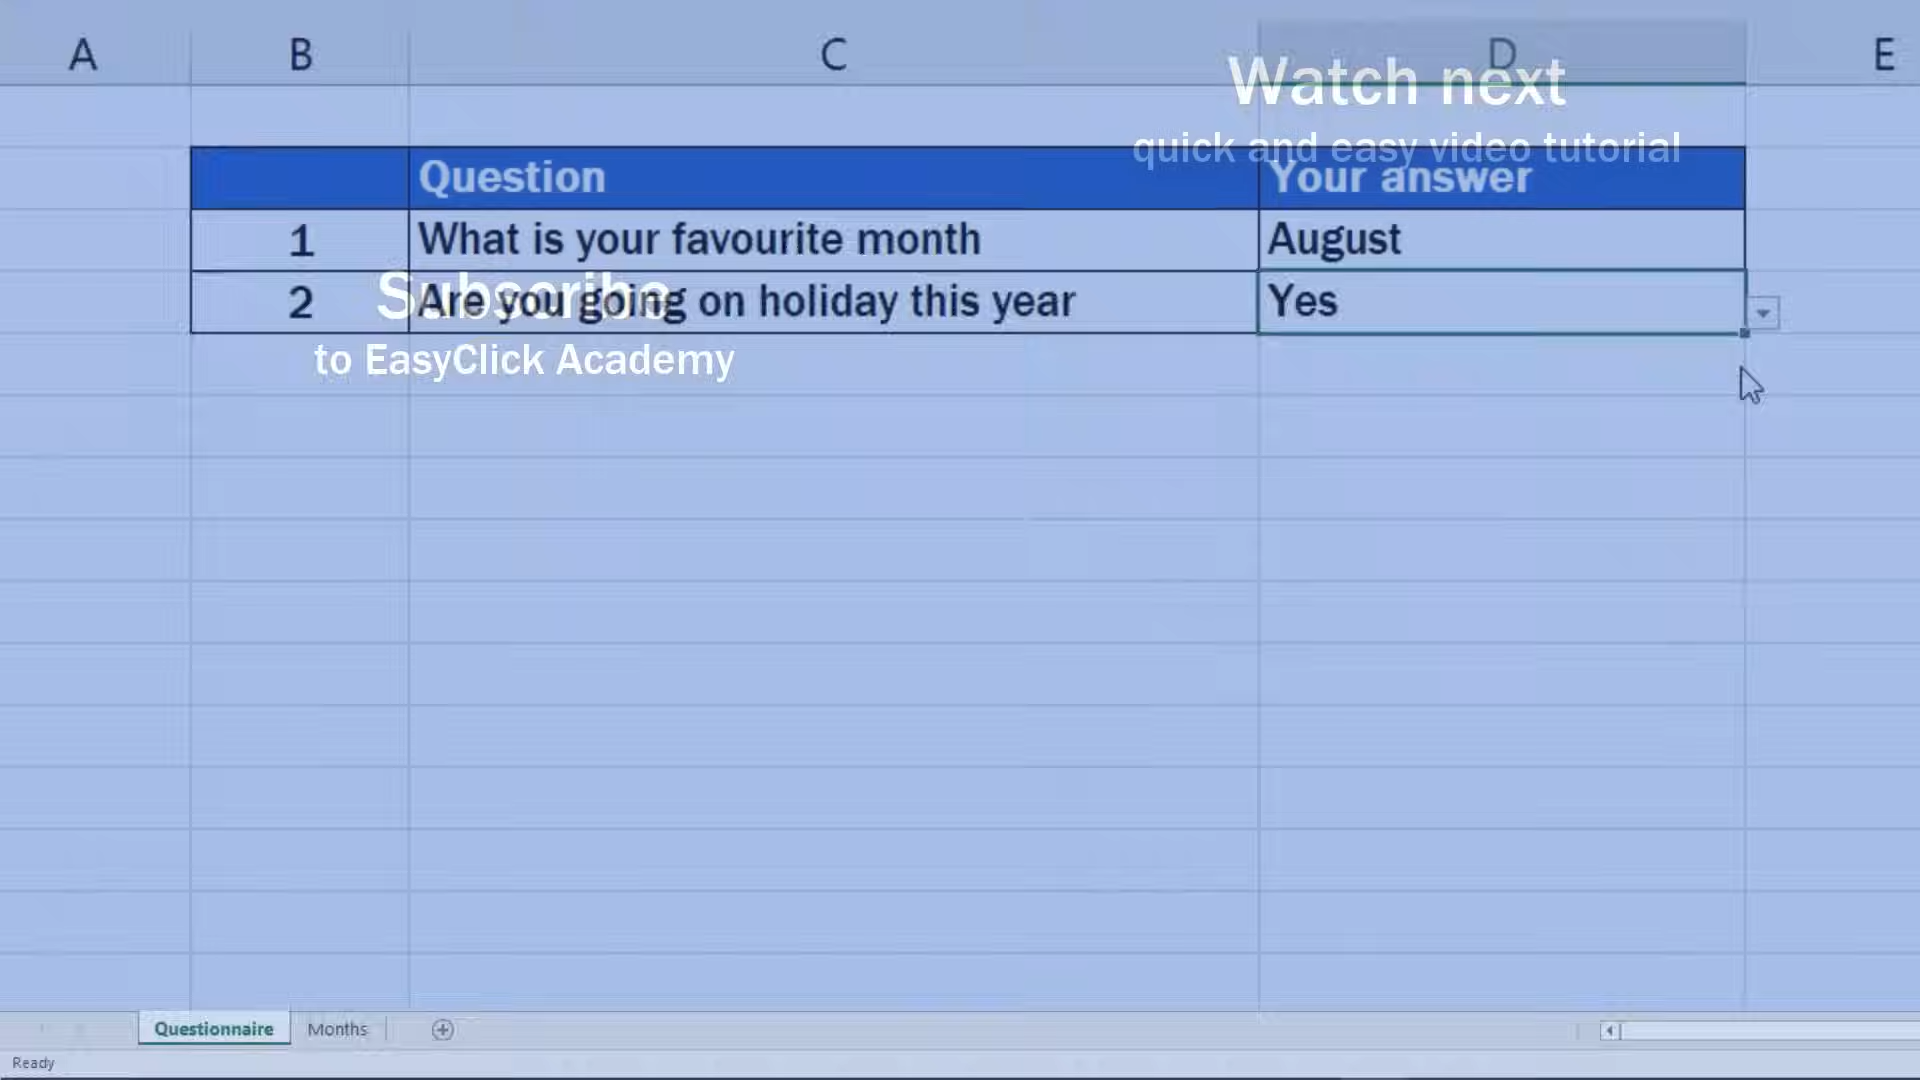 A B C D E
Watch next
quick and easy video tutorial
Question Your answer
1 What is your favourite month August
2 Are you going on holiday this year Yes
Subscribe
to EasyClick Academy
Questionnaire Months
Ready